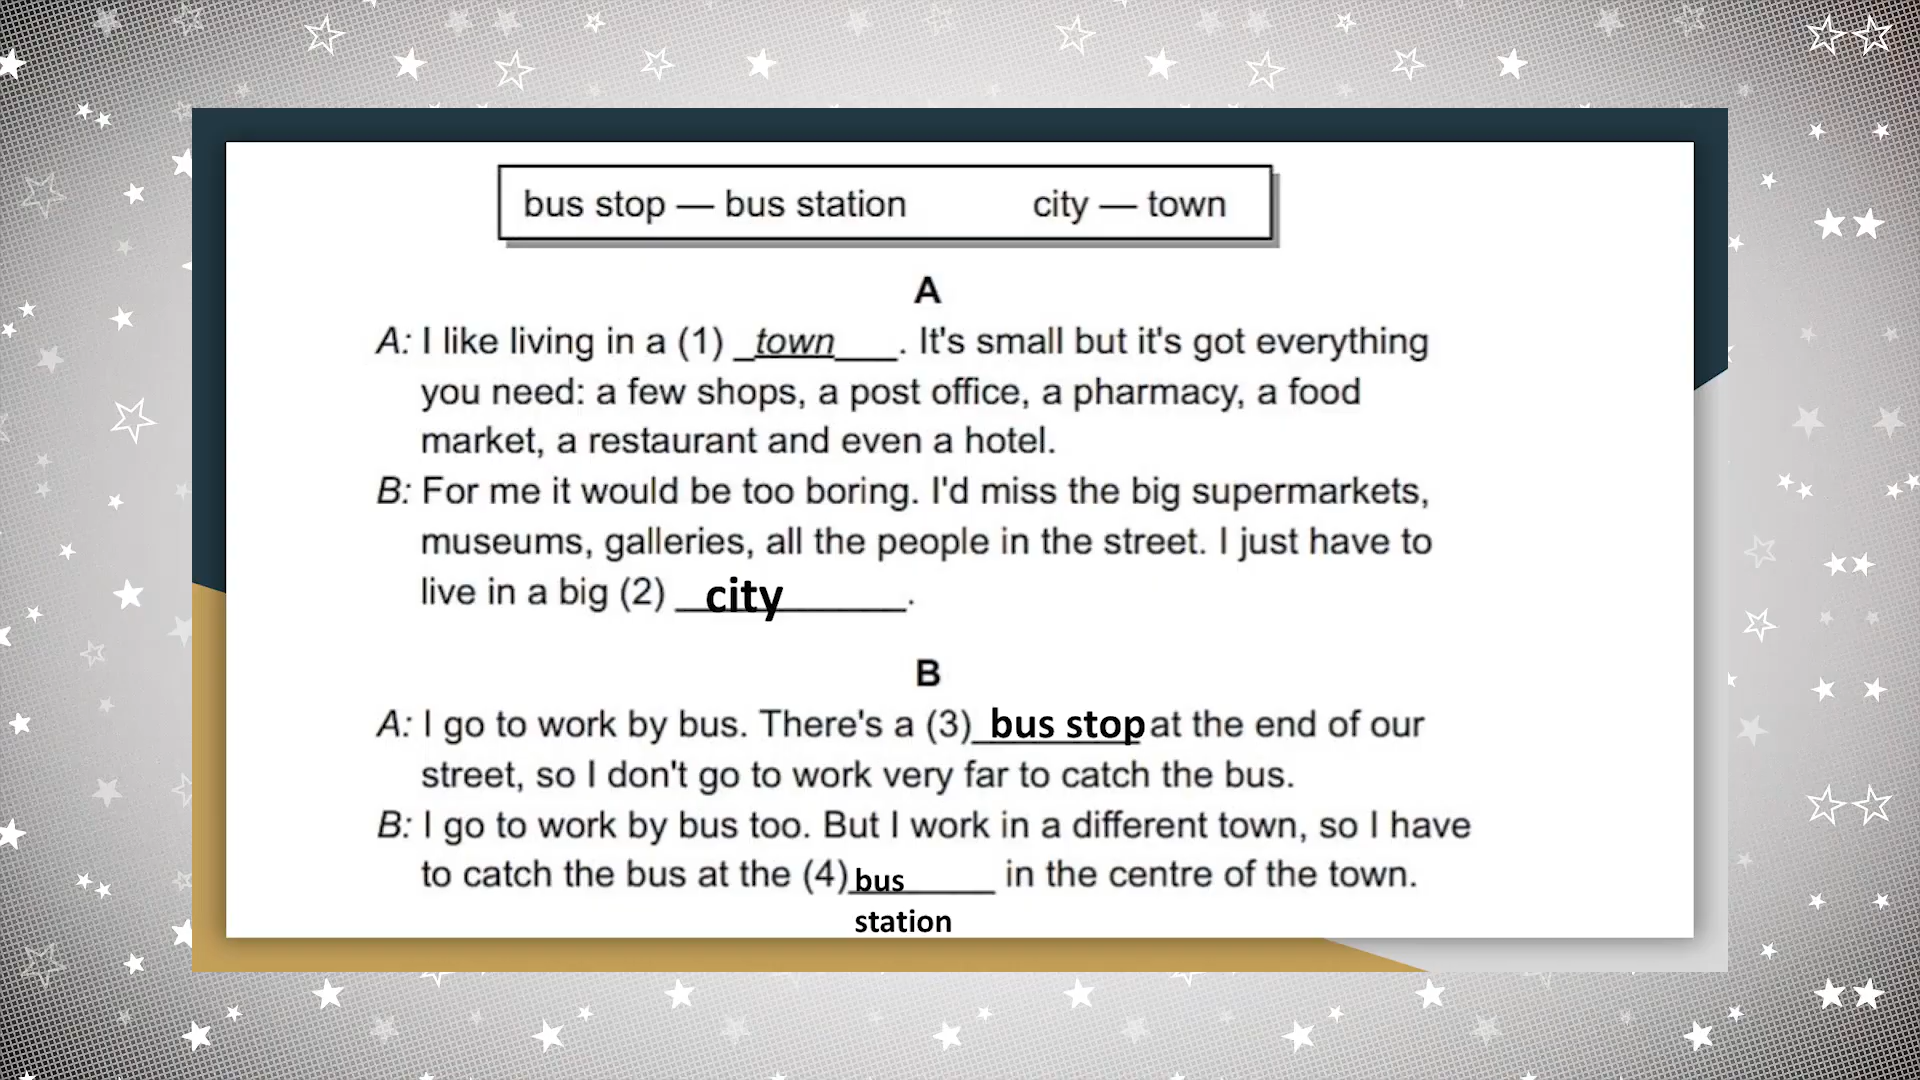 bus stop — bus station city — town
A
A: I like living in a (1) _town___. It's small but it's got everything
you need: a few shops, a post office, a pharmacy, a food
market, a restaurant and even a hotel.
B: For me it would be too boring. I'd miss the big supermarkets,
museums, galleries, all the people in the street. I just have to
live in a big (2) __city______.
B
A: I go to work by bus. There's a (3)_bus stop at the end of our
street, so I don't go to work very far to catch the bus.
B: I go to work by bus too. But I work in a different town, so I have
to catch the bus at the (4) bus____ in the centre of the town.
station